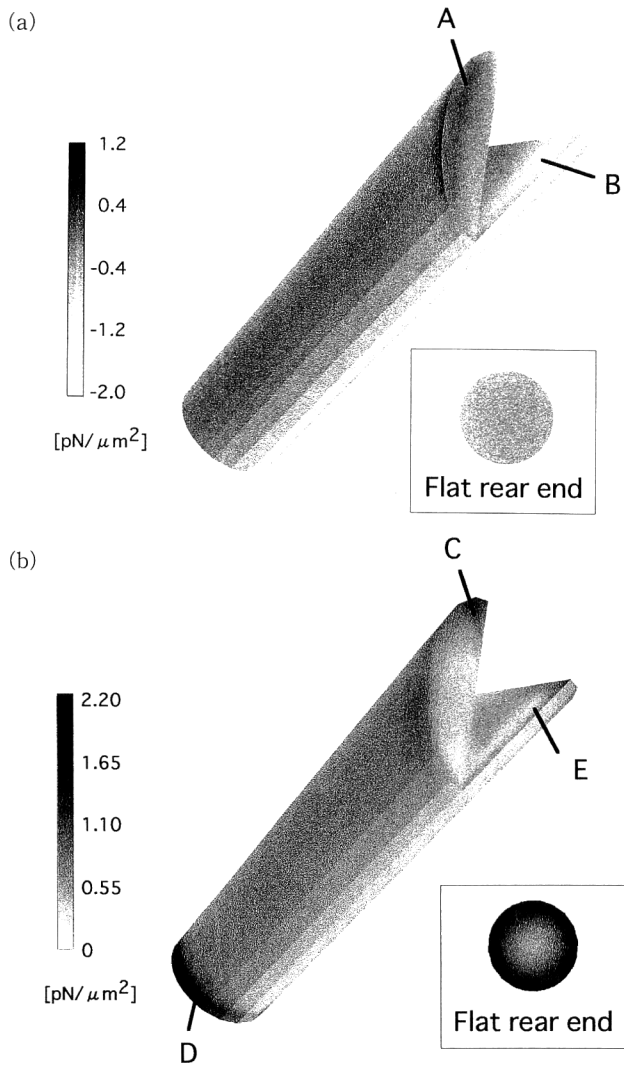 (a)
A
B
1.2
0.4
-0.4
-1.2
-2.0
[pN/μm²]
Flat rear end
(b)
C
E
2.20
1.65
1.10
0.55
0
[pN/μm²]
D
Flat rear end